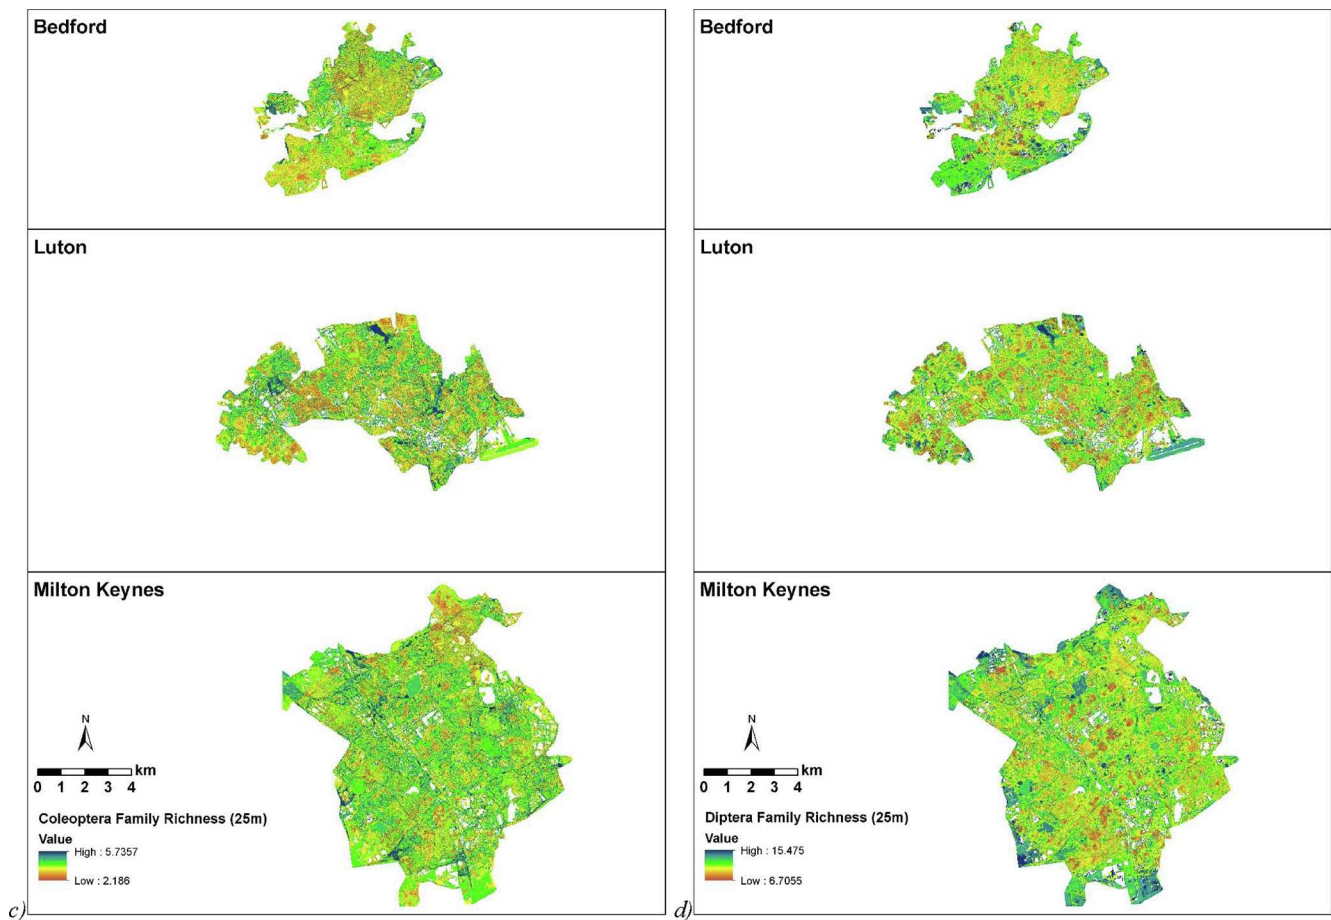 Bedford
Luton
Milton Keynes
N
km
0 1 2 3 4
Coleoptera Family Richness (25m)
Value
High : 5.7357
Low : 2.186
c)
Bedford
Luton
Milton Keynes
N
km
0 1 2 3 4
Diptera Family Richness (25m)
Value
High : 15.475
Low : 6.7055
d)